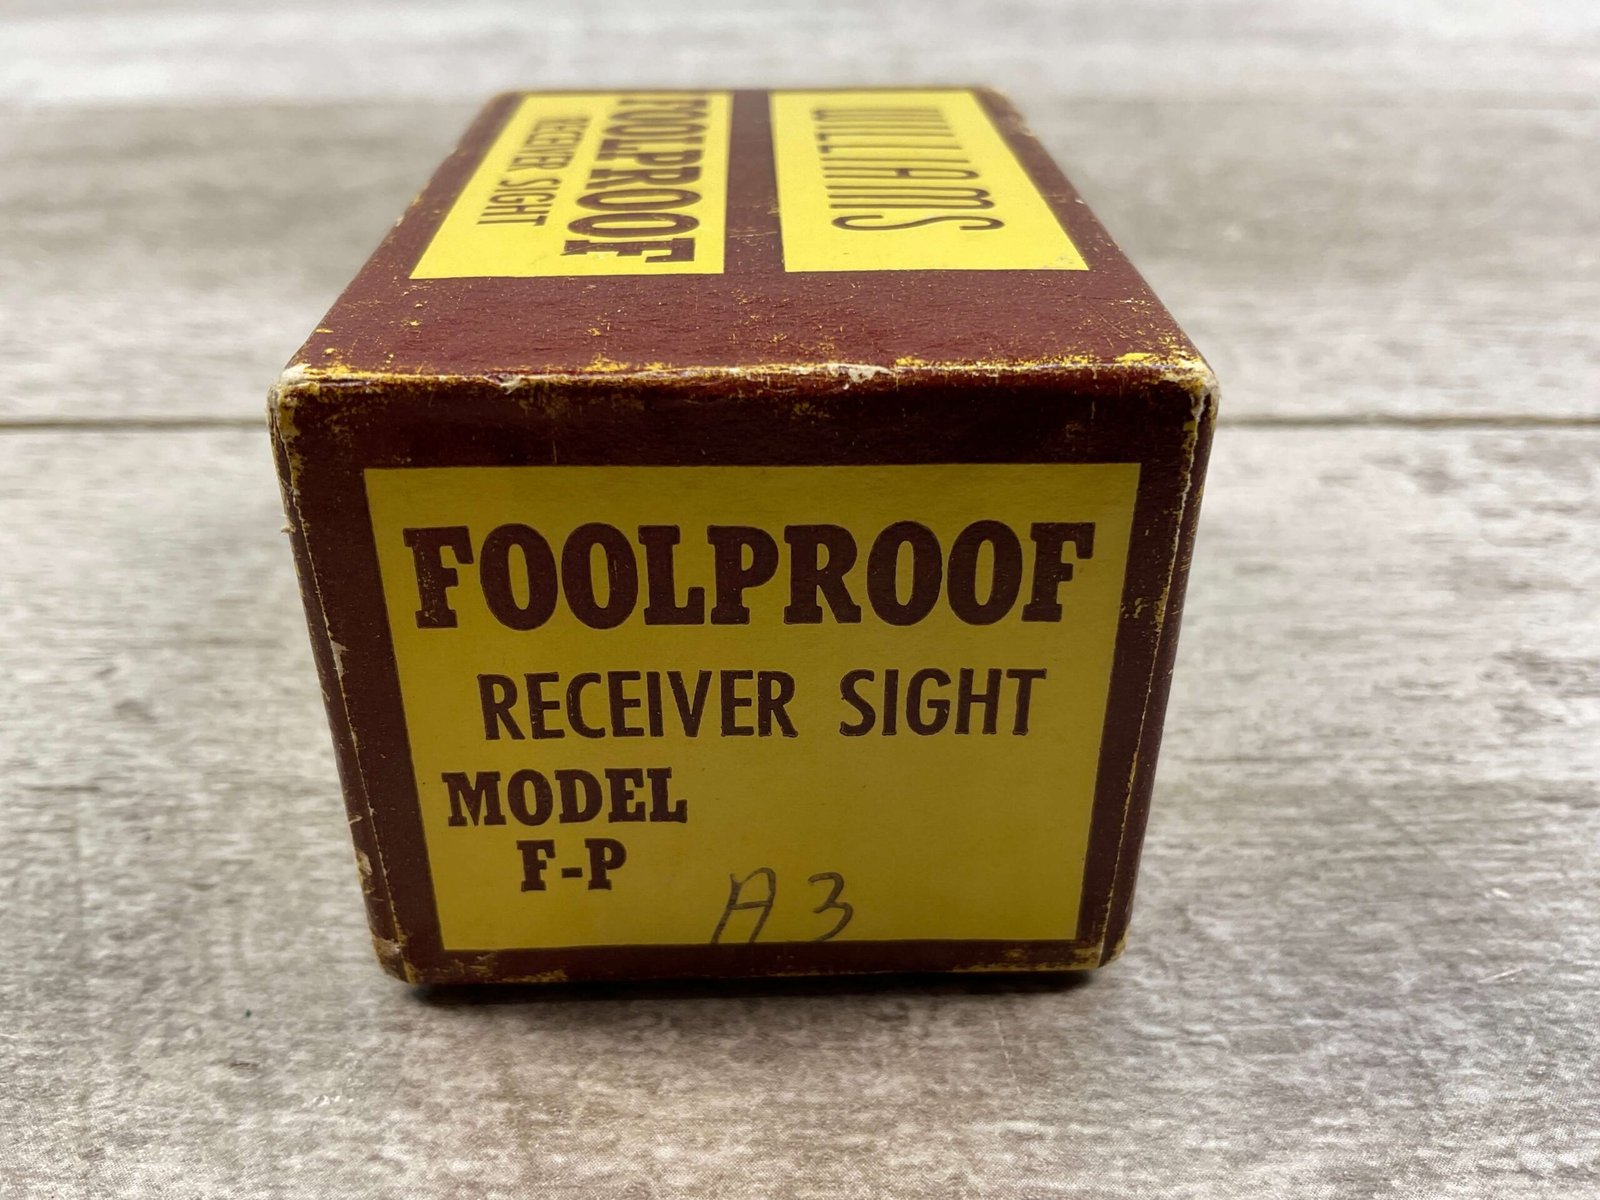 WILLIAMS
FOOLPROOF
RECEIVER SIGHT
FOOLPROOF
RECEIVER SIGHT
MODEL
F-P
A3